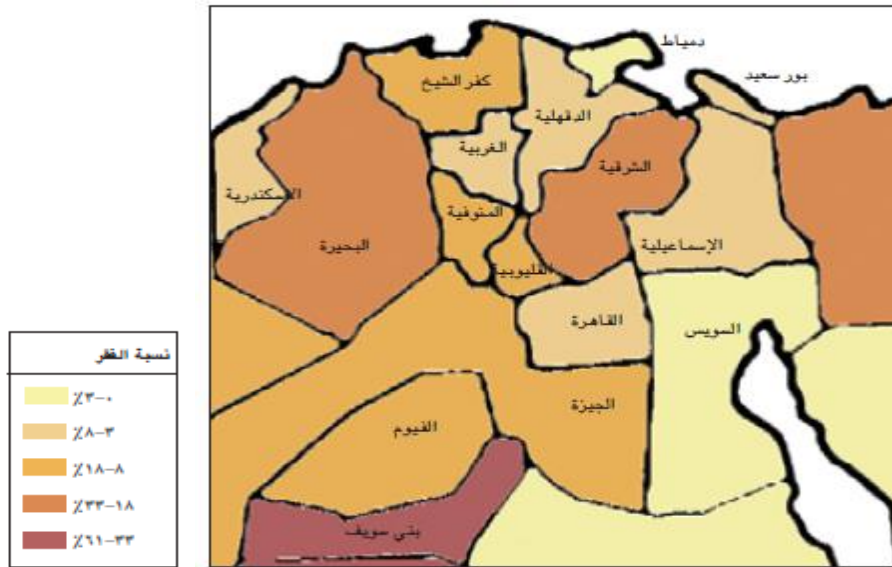 دمياط
بور سعيد
كفر الشيخ
الدقهلية
الغربية
الشرقية
الاسكندرية
المنوفية
البحيرة
الإسماعيلية
القليوبية
القاهرة
السويس
الجيزة
الفيوم
بني سويف
نسبة الفقر
٠–٣٪
٣–٨٪
٨–١٨٪
١٨–٣٣٪
٣٣–٦١٪